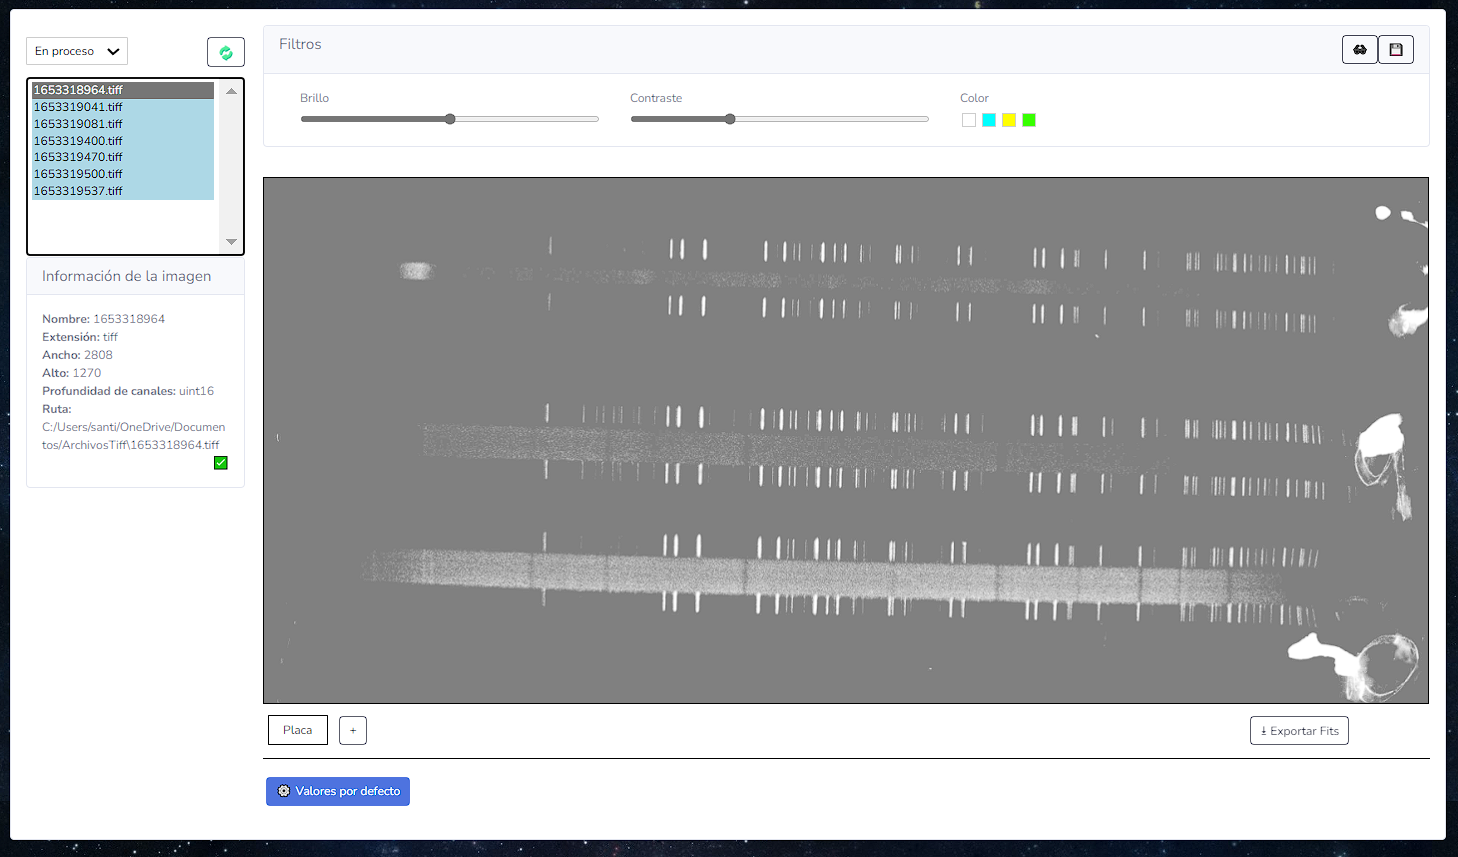 En proceso
1653318964.tiff
1653319041.tiff
1653319081.tiff
1653319400.tiff
1653319470.tiff
1653319500.tiff
1653319537.tiff
Información de la imagen
Nombre: 1653318964
Extensión: tiff
Ancho: 2808
Alto: 1270
Profundidad de canales: uint16
Ruta:
C:/Users/santi/OneDrive/Documen
tos/ArchivosTiff\1653318964.tiff
Filtros
Brillo
Contraste
Color
Placa
+
Exportar Fits
Valores por defecto